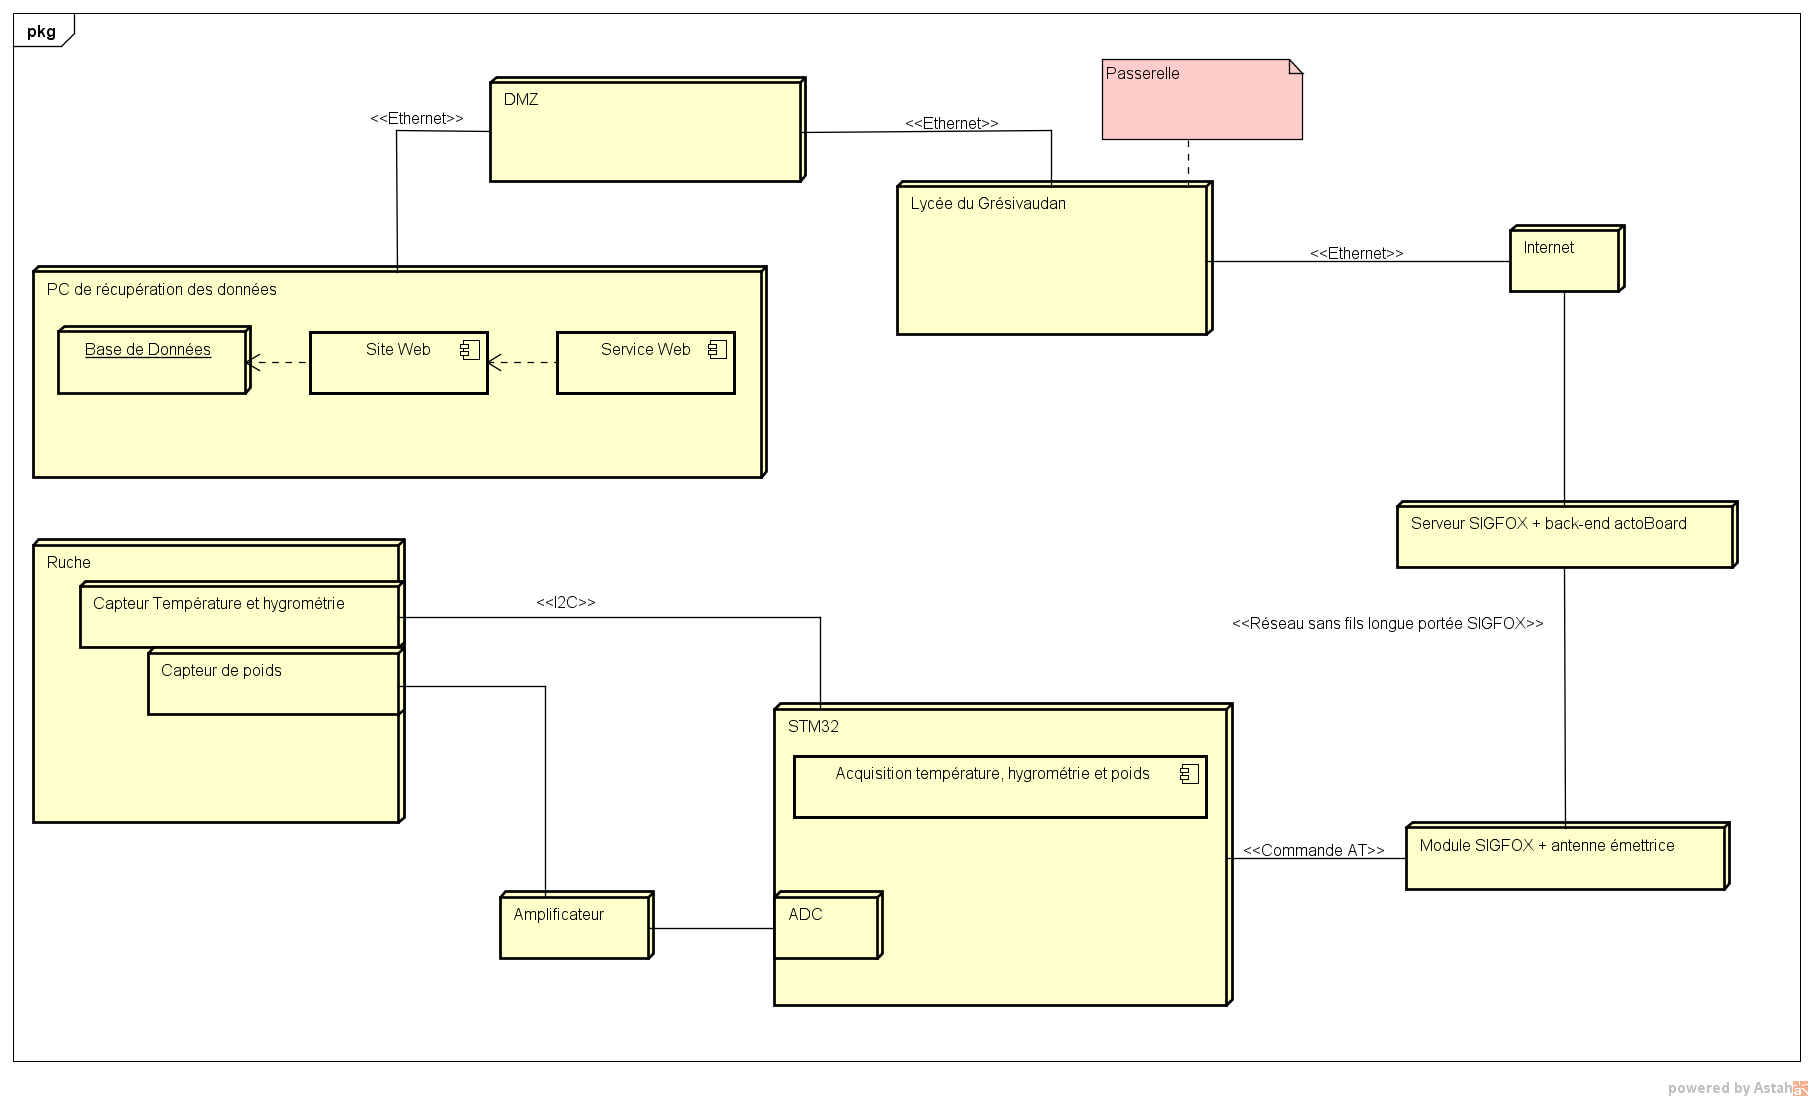 pkg
Passerelle
DMZ
<<Ethernet>>
<<Ethernet>>
Lycée du Grésivaudan
<<Ethernet>>
Internet
PC de récupération des données
Base de Données
Site Web
Service Web
Serveur SIGFOX + back-end actoBoard
Ruche
Capteur Température et hygrométrie
<<I2C>>
<<Réseau sans fils longue portée SIGFOX>>
Capteur de poids
STM32
Acquisition température, hygrométrie et poids
<<Commande AT>>
Module SIGFOX + antenne émettrice
Amplificateur
ADC
powered by Astah